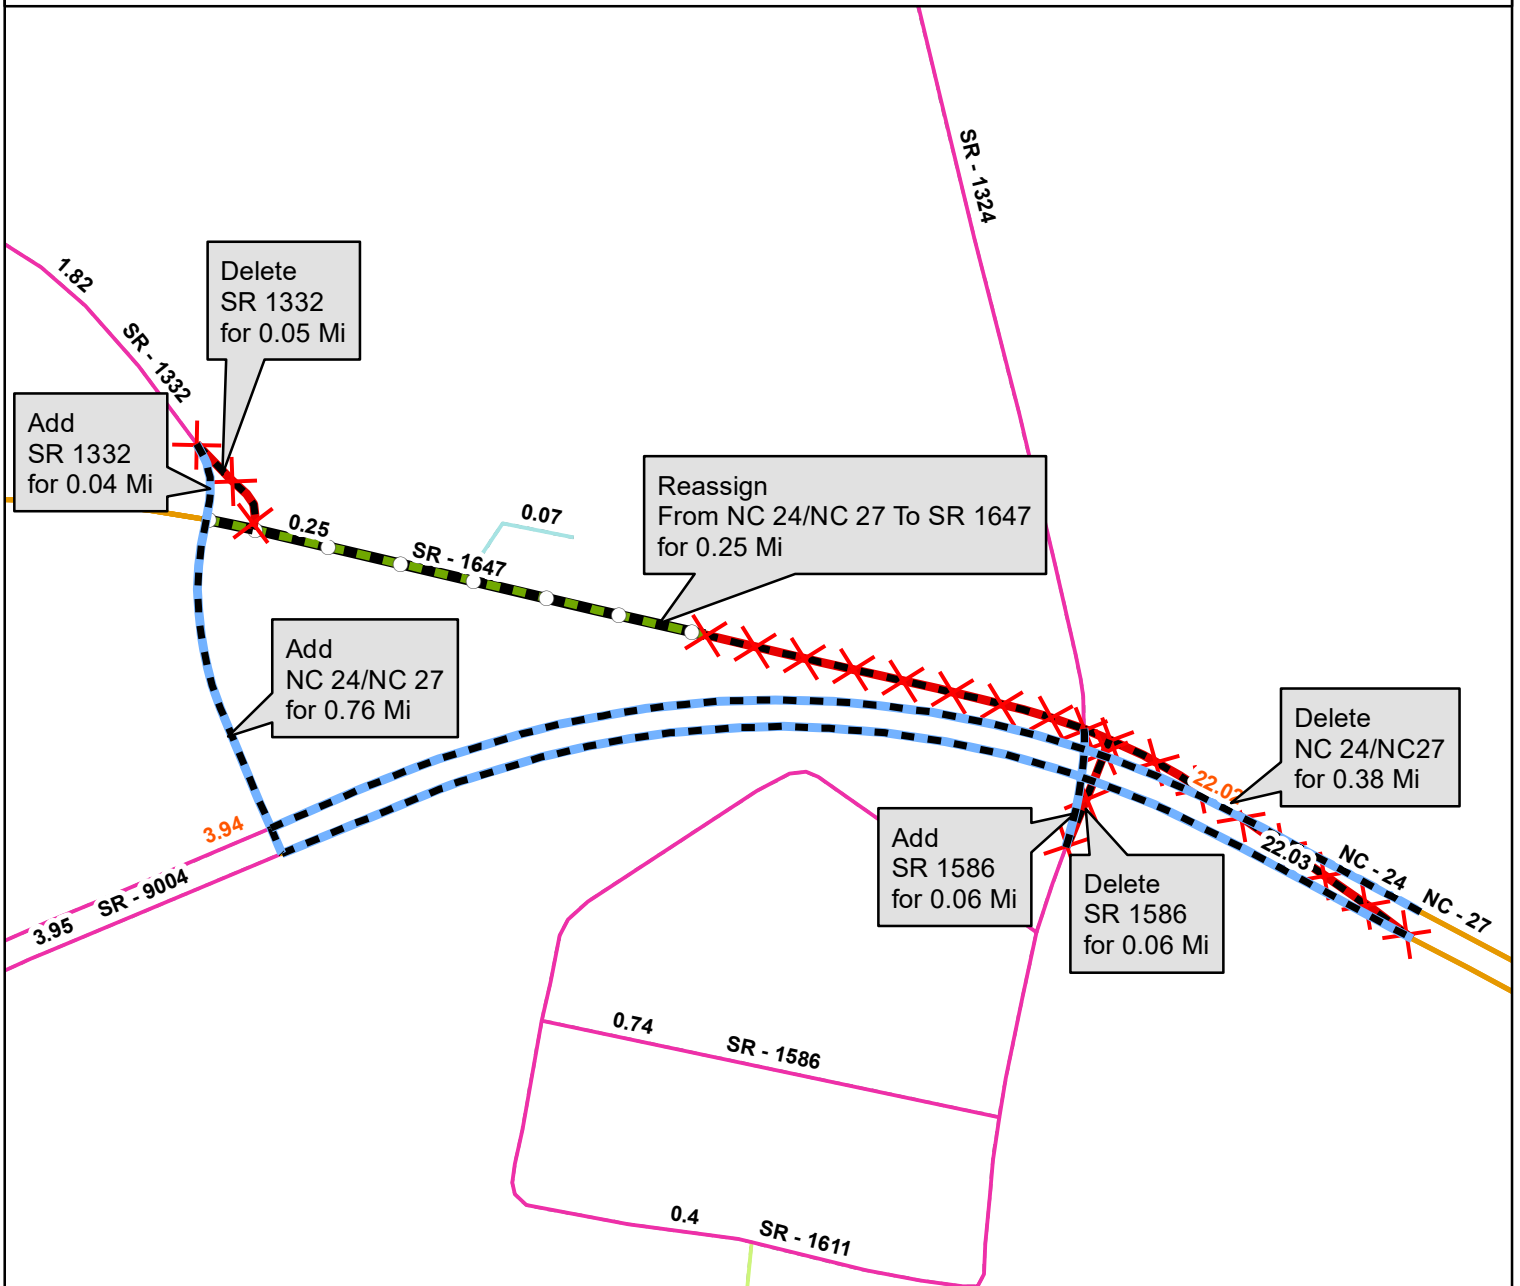 SR - 1324
1.82
SR - 1332
Delete
SR 1332
for 0.05 Mi
Add
SR 1332
for 0.04 Mi
Reassign
From NC 24/NC 27 To SR 1647
for 0.25 Mi
0.07
0.25
SR - 1647
Add
NC 24/NC 27
for 0.76 Mi
Delete
NC 24/NC27
for 0.38 Mi
22.02
3.94
22.03
NC - 24
NC - 27
Add
SR 1586
for 0.06 Mi
Delete
SR 1586
for 0.06 Mi
3.95
SR - 9004
0.74
SR - 1586
0.4
SR - 1611